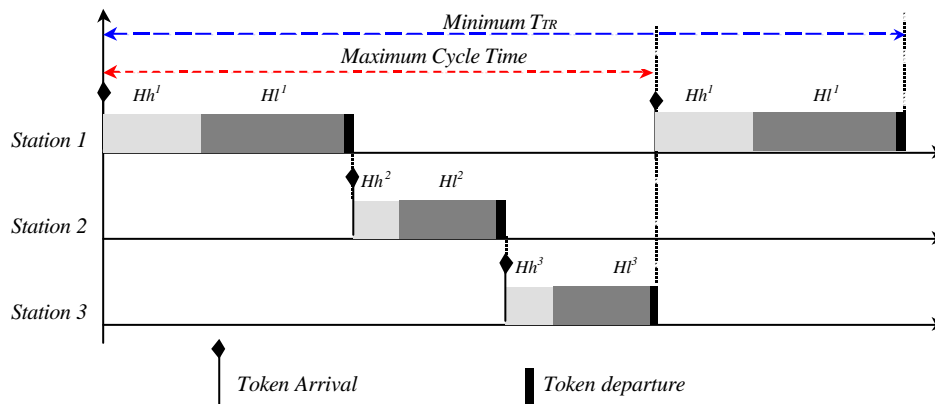 Minimum TTR
Maximum Cycle Time
Hh1 Hl1 Hh1 Hl1
Station 1
Hh2 Hl2
Station 2
Hh3 Hl3
Station 3
Token Arrival Token departure